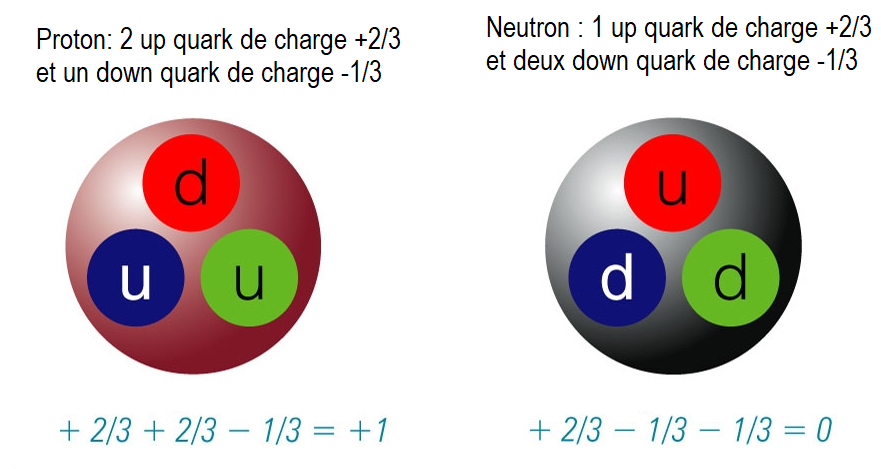 Proton: 2 up quark de charge +2/3
et un down quark de charge -1/3
Neutron : 1 up quark de charge +2/3
et deux down quark de charge -1/3
d
u u
u
d d
+ 2/3 + 2/3 − 1/3 = +1
+ 2/3 − 1/3 − 1/3 = 0